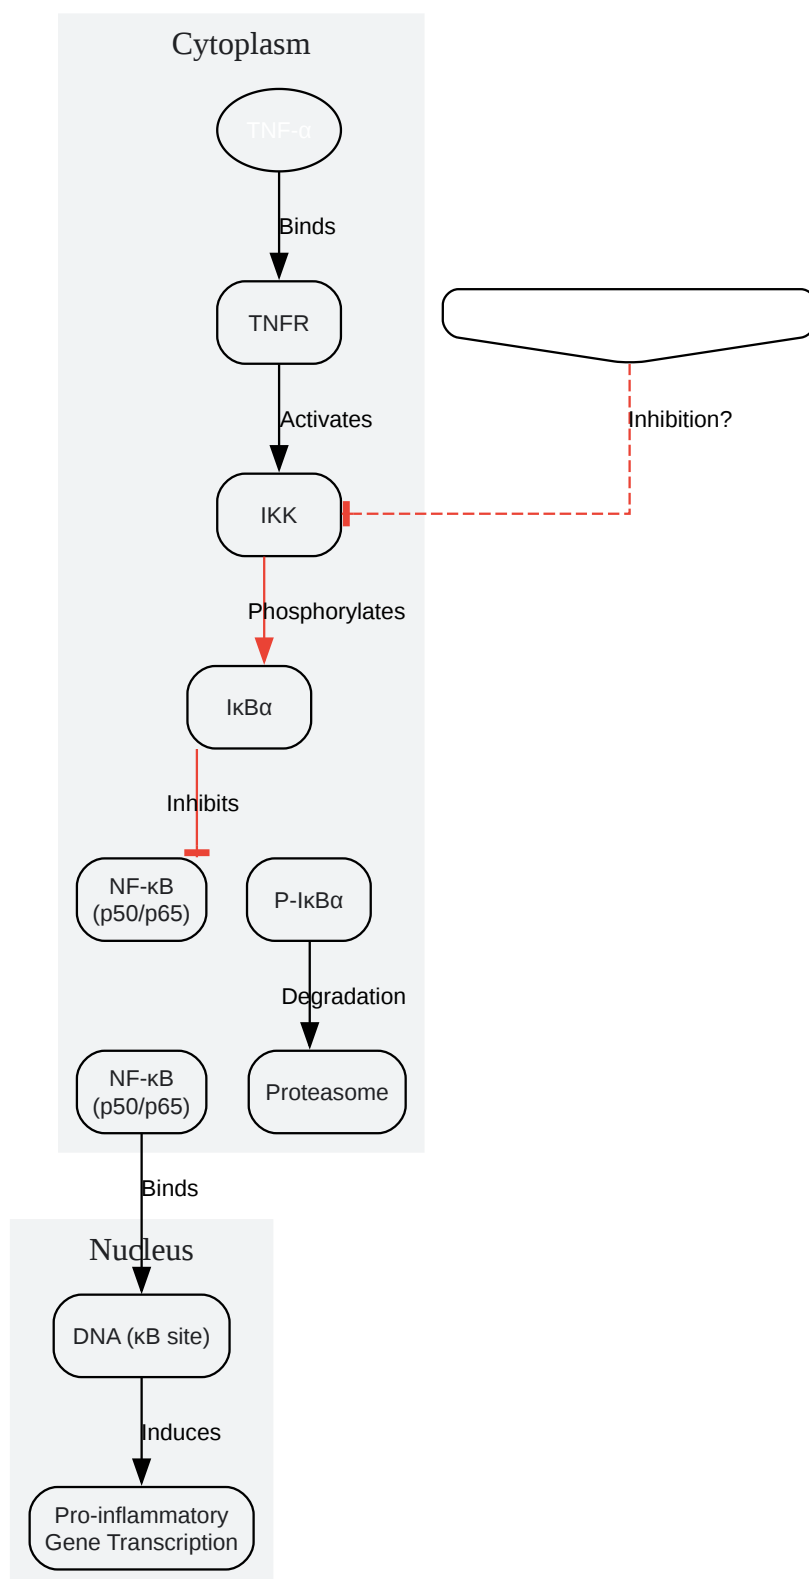 Cytoplasm
TNF-α
Binds
TNFR
Activates
Inhibition?
IKK
Phosphorylates
IκBα
Inhibits
NF-κB
(p50/p65)
P-IκBα
Degradation
NF-κB
(p50/p65)
Proteasome
Binds
Nucleus
DNA (κB site)
Induces
Pro-inflammatory
Gene Transcription